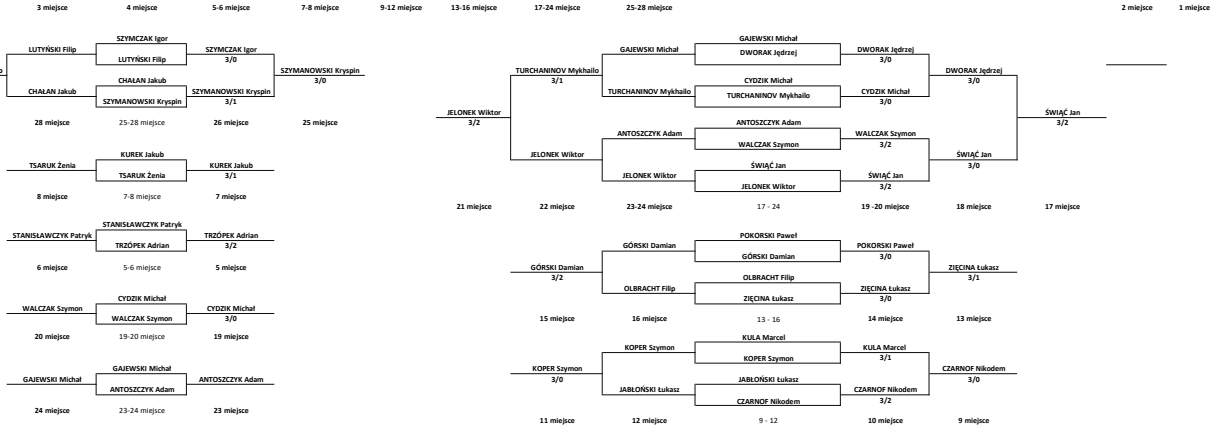 3 miejsce 4 miejsce 5-6 miejsce 7-8 miejsce 9-12 miejsce 13-16 miejsce 17-24 miejsce 25-28 miejsce 2 miejsce 1 miejsce
SZYMCZAK Igor GAJEWSKI Michał
LUTYŃSKI Filip SZYMCZAK Igor GAJEWSKI Michał DWORAK Jędrzej
LUTYŃSKI Filip 3/0 DWORAK Jędrzej 3/0
SZYMANOWSKI Kryspin TURCHANINOV Mykhailo DWORAK Jędrzej
CHAŁAN Jakub 3/0 3/1 CYDZIK Michał 3/0
CHAŁAN Jakub SZYMANOWSKI Kryspin TURCHANINOV Mykhailo CYDZIK Michał
SZYMANOWSKI Kryspin 3/1 TURCHANINOV Mykhailo 3/0
JELONEK Wiktor ŚWIĄĆ Jan
28 miejsce 25-28 miejsce 26 miejsce 25 miejsce 3/2 ANTOSZCZYK Adam 3/2
ANTOSZCZYK Adam WALCZAK Szymon
KUREK Jakub WALCZAK Szymon 3/2
TSARUK Żenia KUREK Jakub JELONEK Wiktor ŚWIĄĆ Jan
TSARUK Żenia 3/1 ŚWIĄĆ Jan 3/0
JELONEK Wiktor ŚWIĄĆ Jan
JELONEK Wiktor 3/2
8 miejsce 7-8 miejsce 7 miejsce
21 miejsce 22 miejsce 23-24 miejsce 17 - 24 19 -20 miejsce 18 miejsce 17 miejsce
STANISŁAWCZYK Patryk
STANISŁAWCZYK Patryk TRZÓPEK Adrian POKORSKI Paweł
TRZÓPEK Adrian 3/2 GÓRSKI Damian POKORSKI Paweł
GÓRSKI Damian 3/0
6 miejsce 5-6 miejsce 5 miejsce GÓRSKI Damian ZIĘCINA Łukasz
3/2 OLBRACHT Filip 3/1
OLBRACHT Filip ZIĘCINA Łukasz
CYDZIK Michał ZIĘCINA Łukasz 3/0
WALCZAK Szymon CYDZIK Michał
WALCZAK Szymon 3/0 15 miejsce 16 miejsce 13 - 16 14 miejsce 13 miejsce
20 miejsce 19-20 miejsce 19 miejsce KULA Marcel
KOPER Szymon KULA Marcel
KOPER Szymon 3/1
GAJEWSKI Michał KOPER Szymon CZARNOF Nikodem
GAJEWSKI Michał ANTOSZCZYK Adam 3/0 JABŁOŃSKI Łukasz 3/0
ANTOSZCZYK Adam JABŁOŃSKI Łukasz CZARNOF Nikodem
CZARNOF Nikodem 3/2
24 miejsce 23-24 miejsce 23 miejsce
11 miejsce 12 miejsce 9 - 12 10 miejsce 9 miejsce